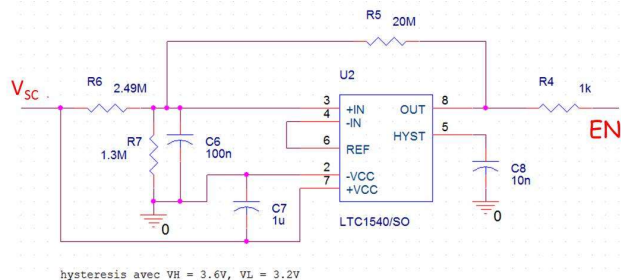 R5
20M
U2
VSC
R6
2.49M
R4
1k
3
+IN
OUT
8
4
-IN
EN
R7
1.3M
C6
100n
HYST
5
6
REF
C8
10n
2
-VCC
7
+VCC
C7
1u
0
0
LTC1540/SO
hysteresis avec VH = 3.6V, VL = 3.2V